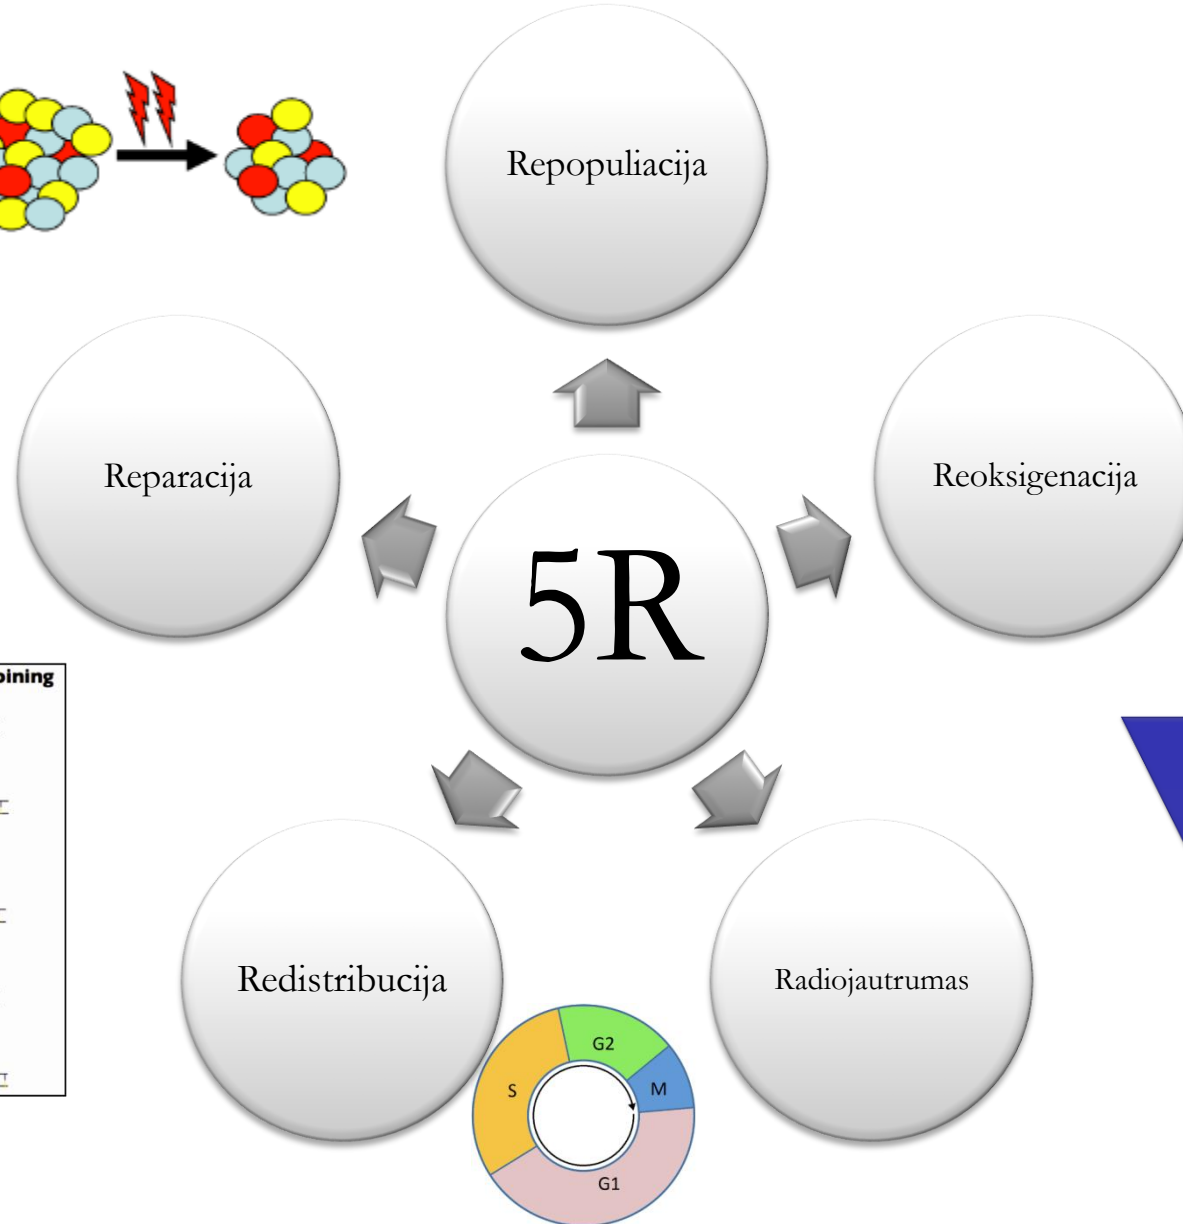 Repopuliacija
Reparacija
Reoksigenacija
5R
Redistribucija
Radiojautrumas
G2
S
M
G1